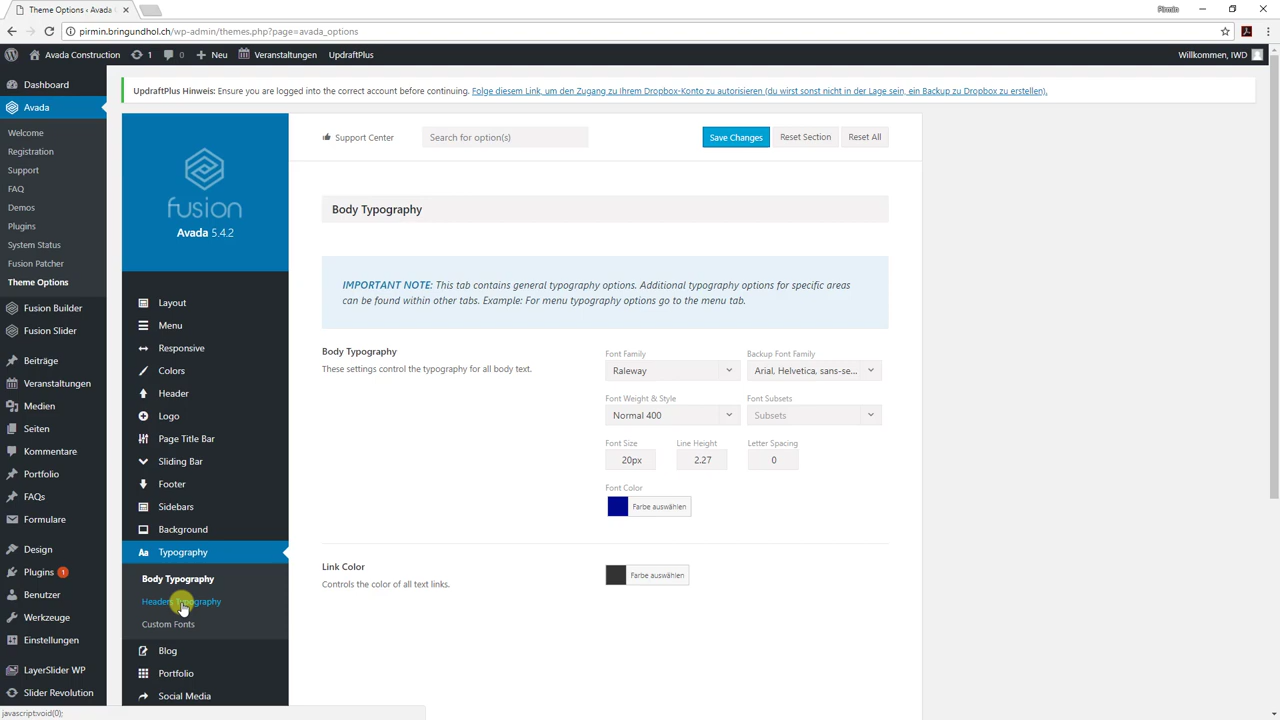 Theme Options | Avada C
Pirmin
pirmin.bringundhol.ch/wp-admin/themes.php?page=avada_options
Avada Construction
1
0
Neu
Veranstaltungen
UpdraftPlus
Willkommen, IWD
Dashboard
Avada
Welcome
Registration
Support
FAQ
Demos
Plugins
System Status
Fusion Patcher
Theme Options
Fusion Builder
Fusion Slider
Beiträge
Veranstaltungen
Medien
Seiten
Kommentare
Portfolio
FAQs
Formulare
Design
Plugins 1
Benutzer
Werkzeuge
Einstellungen
LayerSlider WP
Slider Revolution
javascript:void(0);
UpdraftPlus Hinweis: Ensure you are logged into the correct account before continuing. Folge diesem Link, um den Zugang zu Ihrem Dropbox-Konto zu autorisieren (du wirst sonst nicht in der Lage sein, ein Backup zu Dropbox zu erstellen).
fusion
Avada 5.4.2
Layout
Menu
Responsive
Colors
Header
Logo
Page Title Bar
Sliding Bar
Footer
Sidebars
Background
Aa Typography
Body Typography
Headers Typography
Custom Fonts
Blog
Portfolio
Social Media
Support Center
Search for option(s)
Save Changes
Reset Section
Reset All
Body Typography
IMPORTANT NOTE: This tab contains general typography options. Additional typography options for specific areas
can be found within other tabs. Example: For menu typography options go to the menu tab.
Body Typography
These settings control the typography for all body text.
Font Family
Backup Font Family
Raleway
Arial, Helvetica, sans-se...
Font Weight & Style
Font Subsets
Normal 400
Subsets
Font Size
Line Height
Letter Spacing
20px
2.27
0
Font Color
Farbe auswählen
Link Color
Controls the color of all text links.
Farbe auswählen